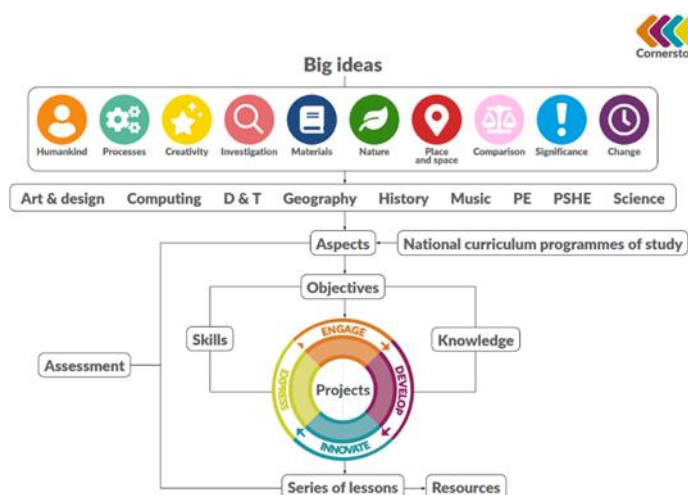 Cornersto
Big ideas
Humankind
Processes
Creativity
Investigation
Materials
Nature
Place
and space
Comparison
Significance
Change
Art & design Computing D & T Geography History Music PE PSHE Science
Aspects
National curriculum programmes of study
Objectives
Skills
Knowledge
Assessment
ENGAGE
DEVELOP
INNOVATE
EXPRESS
Projects
Series of lessons
Resources